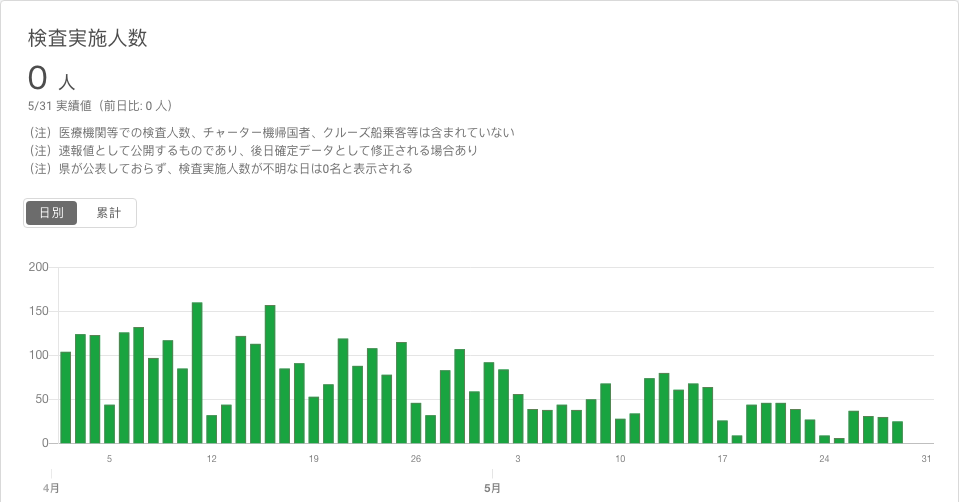 検査実施人数
0 人
5/31 実績値（前日比: 0 人）
（注）医療機関等での検査人数、チャーター機帰国者、クルーズ船乗客等は含まれていない
（注）速報値として公開するものであり、後日確定データとして修正される場合あり
（注）県が公表しておらず、検査実施人数が不明な日は0名と表示される
日別 累計
200
150
100
50
0
5 12 19 26 3 10 17 24 31
4月 5月